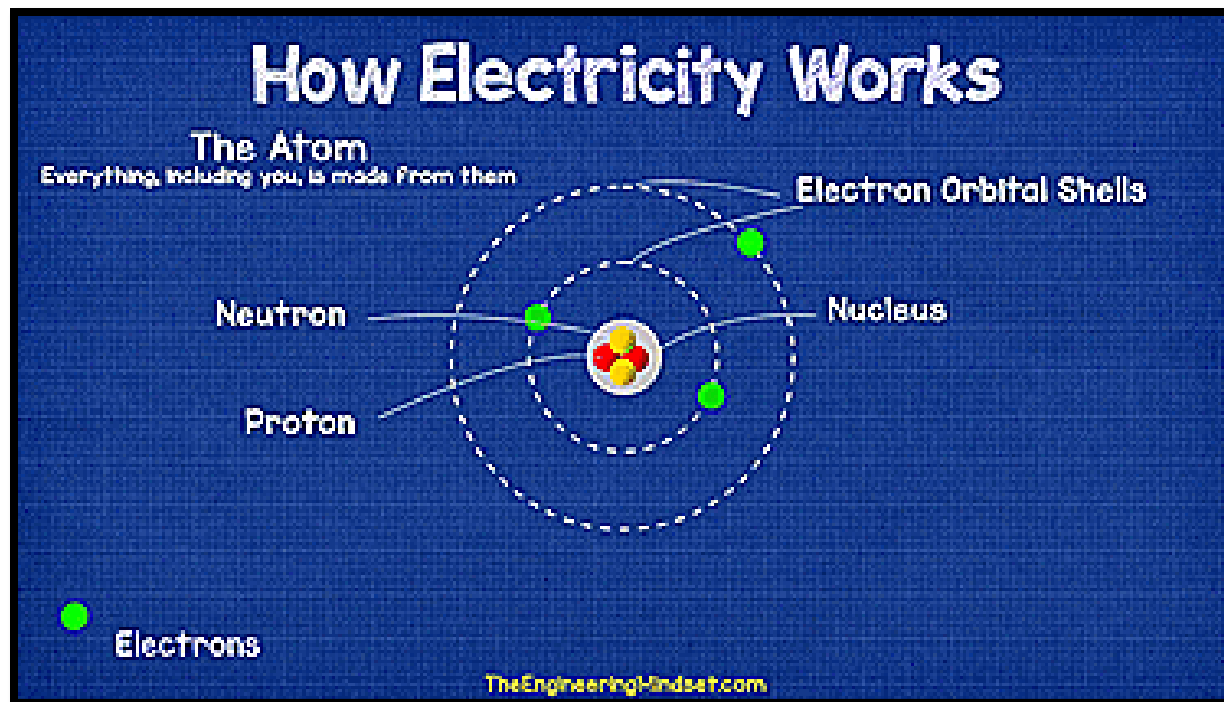 How Electricity Works
The Atom
Everything, including you, is made from them
Electron Orbital Shells
Neutron
Nucleus
Proton
Electrons
TheEngineeringMindset.com